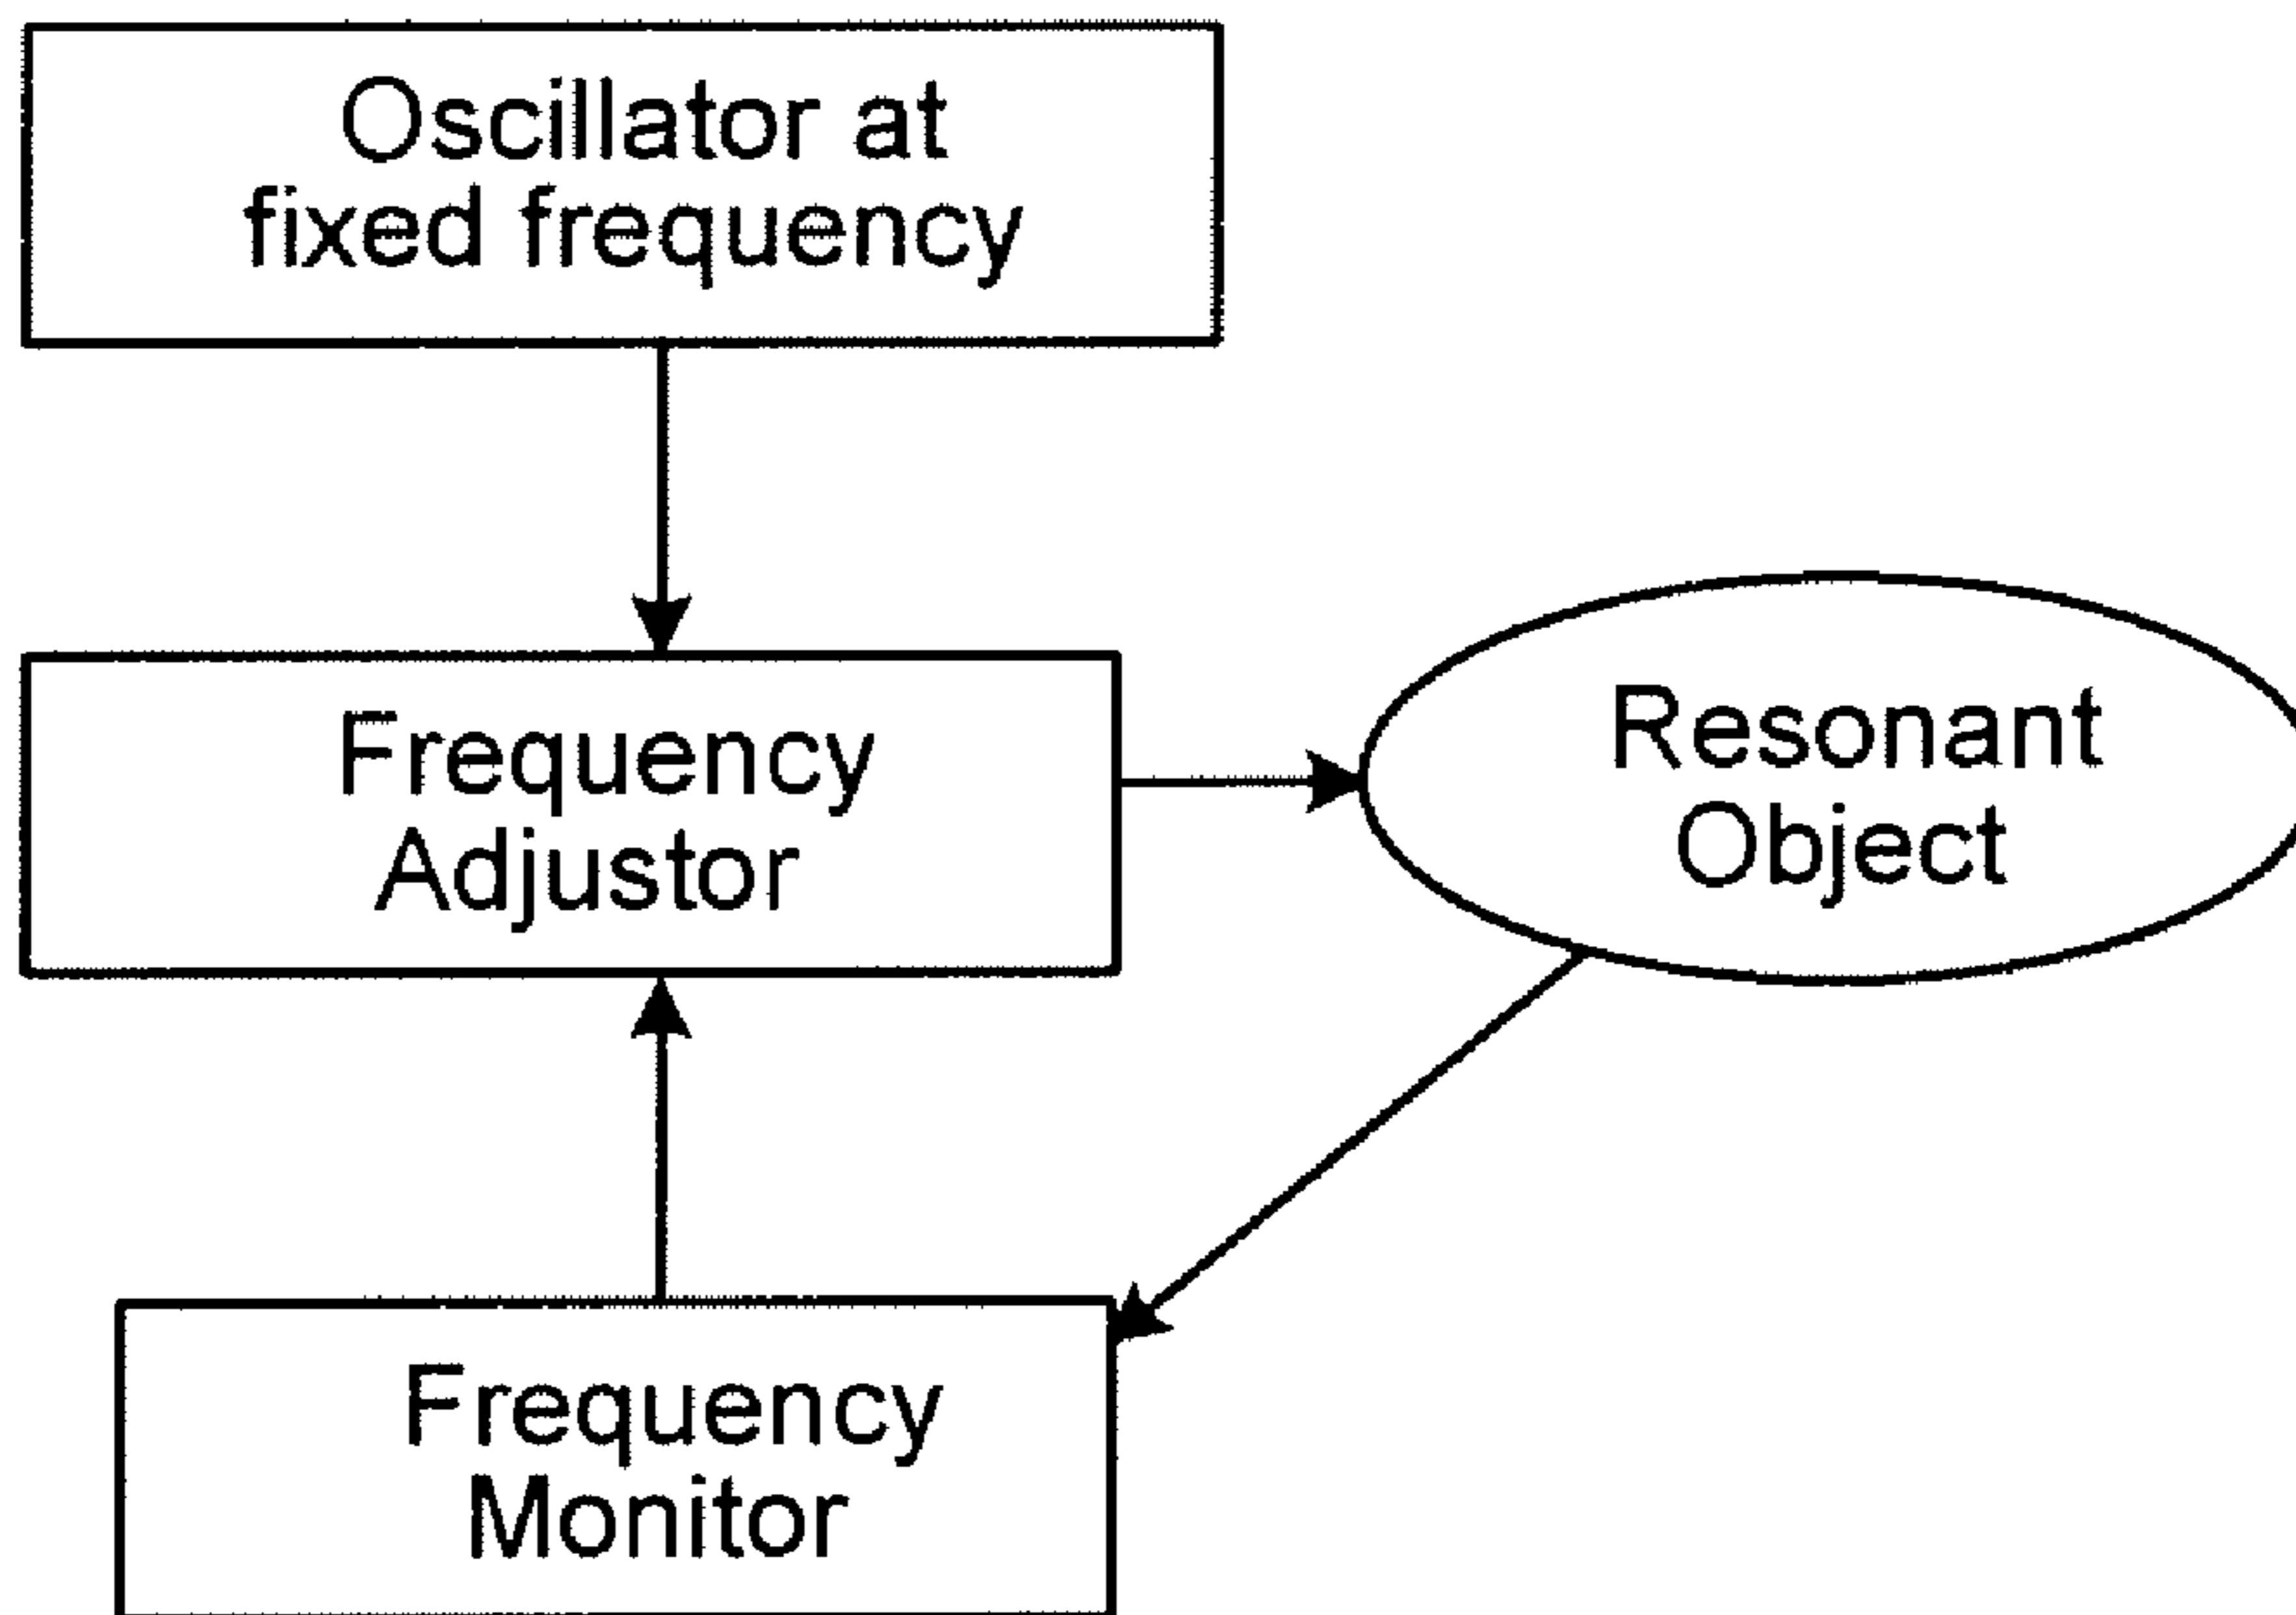 Oscillator at
fixed frequency
Frequency
Adjustor
Resonant
Object
Frequency
Monitor